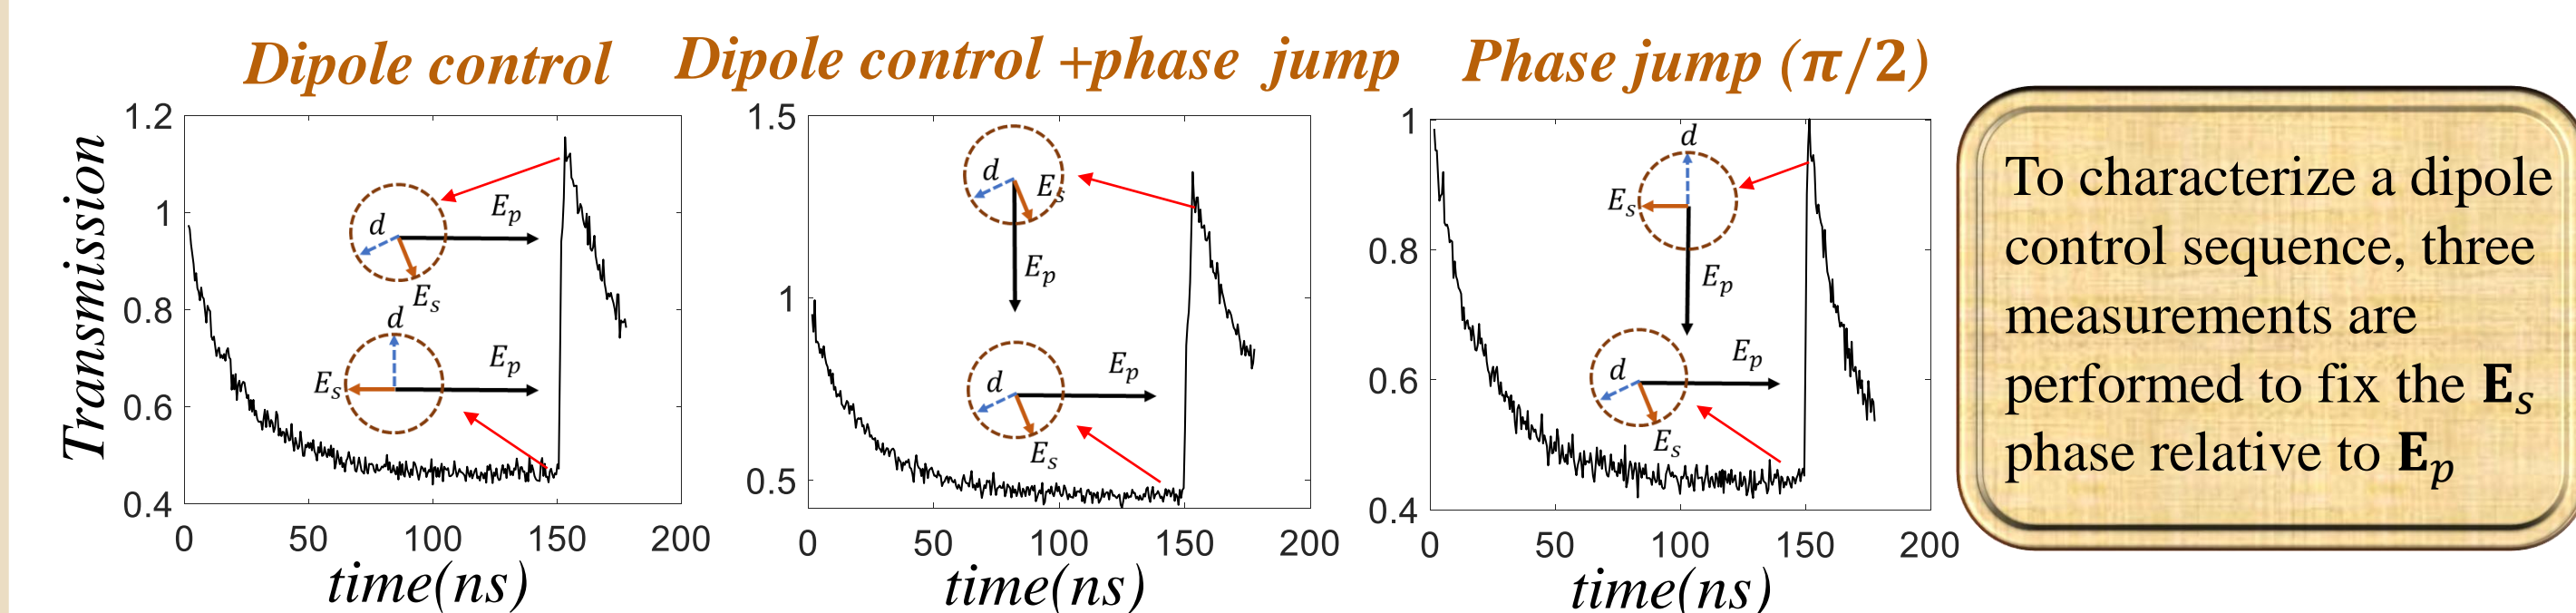 Dipole control
Dipole control +phase jump
Phase jump (π/2)
Transmission
1.2
1
0.8
0.6
0.4
0
50
100
150
200
time(ns)
d
E_p
E_s
d
E_s
E_p
1.5
1
0.5
0
50
100
150
200
time(ns)
d
E_s
E_p
d
E_p
E_s
1
0.8
0.6
0.4
0
50
100
150
200
time(ns)
d
E_s
E_p
d
E_p
E_s
To characterize a dipole
control sequence, three
measurements are
performed to fix the E_s
phase relative to E_p